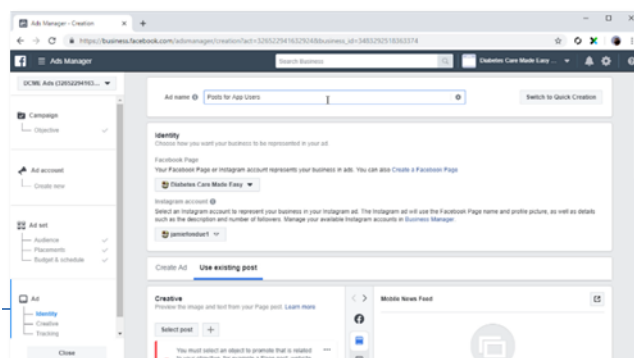 Ads Manager - Creation
https://business.facebook.com/adsmanager/creation?act=326522941632924&business_id=3483292518363374
Ads Manager
Search Business
Diabetes Care Made Easy ...
DCME Ads (32652294163...
Ad name
Posts for App Users
Switch to Quick Creation
Campaign
Objective
Ad account
Create new
Ad set
Audience
Placements
Budget & schedule
Ad
Identity
Creative
Tracking
Close
Identity
Choose how you want your business to be represented in your ad.
Facebook Page
Your Facebook Page or Instagram account represents your business in ads. You can also Create a Facebook Page
Diabetes Care Made Easy
Instagram account
Select an Instagram account to represent your business in your Instagram ad. The Instagram ad will use the Facebook Page name and profile picture, as well as details
such as the description and number of followers. Manage your available Instagram accounts in Business Manager.
Create Ad
Use existing post
Creative
Preview the image and text from your Page post. Learn more
Select post
You must select an object to promote that is related
Mobile News Feed